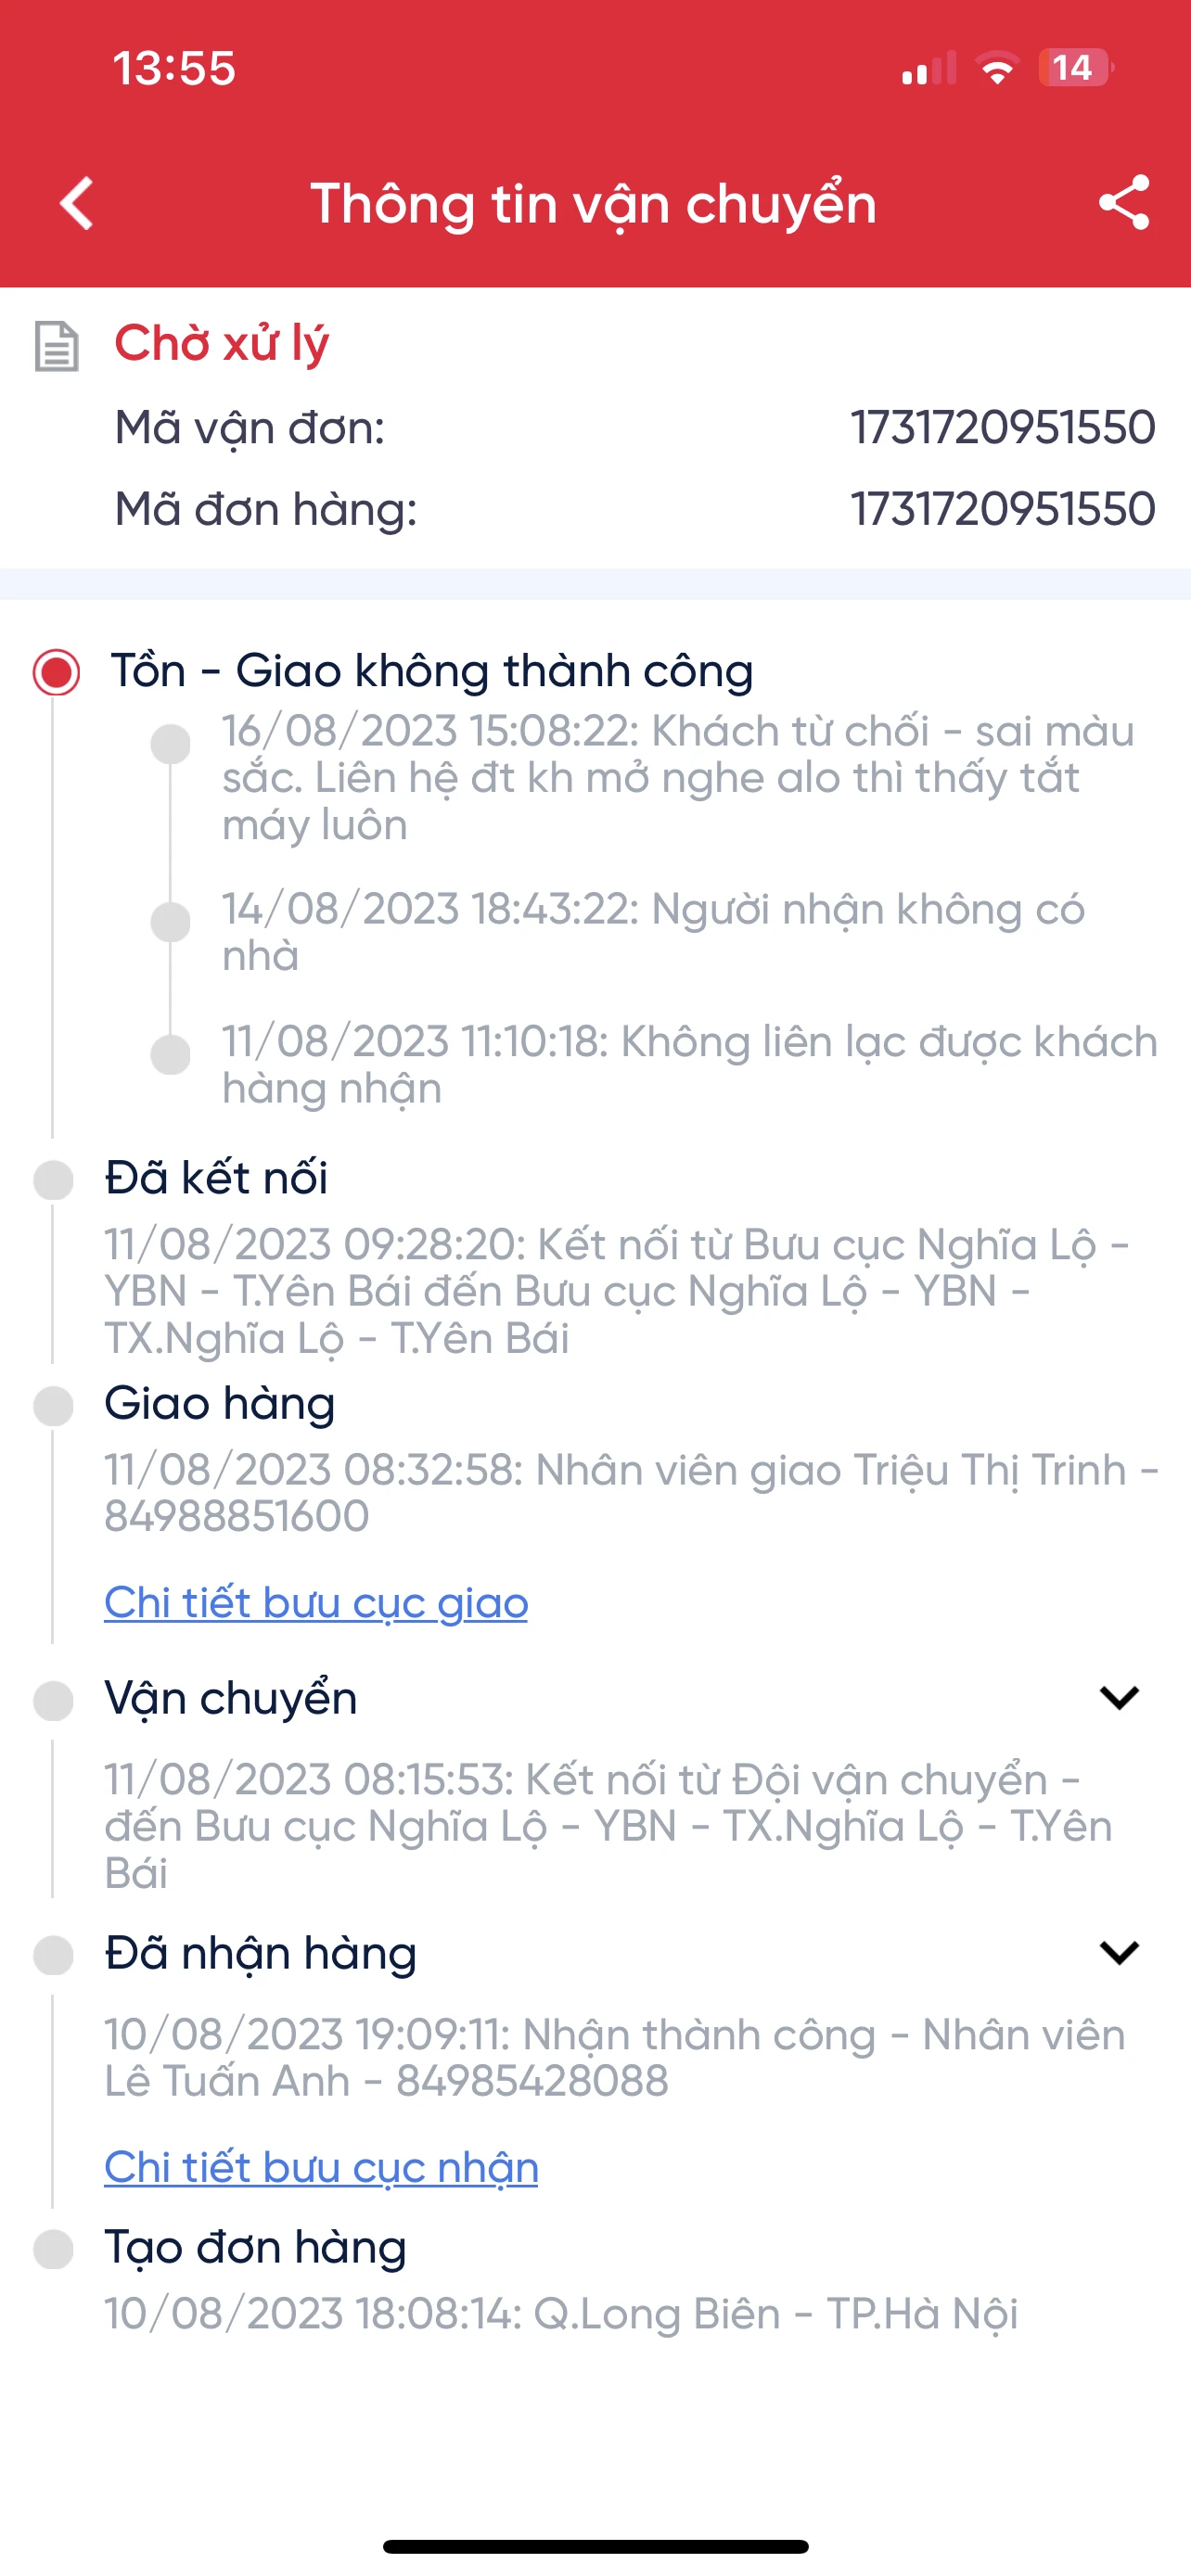 13:55
14
Thông tin vận chuyển
Chờ xử lý
Mã vận đơn: 1731720951550
Mã đơn hàng: 1731720951550
Tồn - Giao không thành công
16/08/2023 15:08:22: Khách từ chối - sai màu
sắc. Liên hệ đt kh mở nghe alo thì thấy tắt
máy luôn
14/08/2023 18:43:22: Người nhận không có
nhà
11/08/2023 11:10:18: Không liên lạc được khách
hàng nhận
Đã kết nối
11/08/2023 09:28:20: Kết nối từ Bưu cục Nghĩa Lộ -
YBN - T.Yên Bái đến Bưu cục Nghĩa Lộ - YBN -
TX.Nghĩa Lộ - T.Yên Bái
Giao hàng
11/08/2023 08:32:58: Nhân viên giao Triệu Thị Trinh -
84988851600
Chi tiết bưu cục giao
Vận chuyển
11/08/2023 08:15:53: Kết nối từ Đội vận chuyển -
đến Bưu cục Nghĩa Lộ - YBN - TX.Nghĩa Lộ - T.Yên
Bái
Đã nhận hàng
10/08/2023 19:09:11: Nhận thành công - Nhân viên
Lê Tuấn Anh - 84985428088
Chi tiết bưu cục nhận
Tạo đơn hàng
10/08/2023 18:08:14: Q.Long Biên - TP.Hà Nội